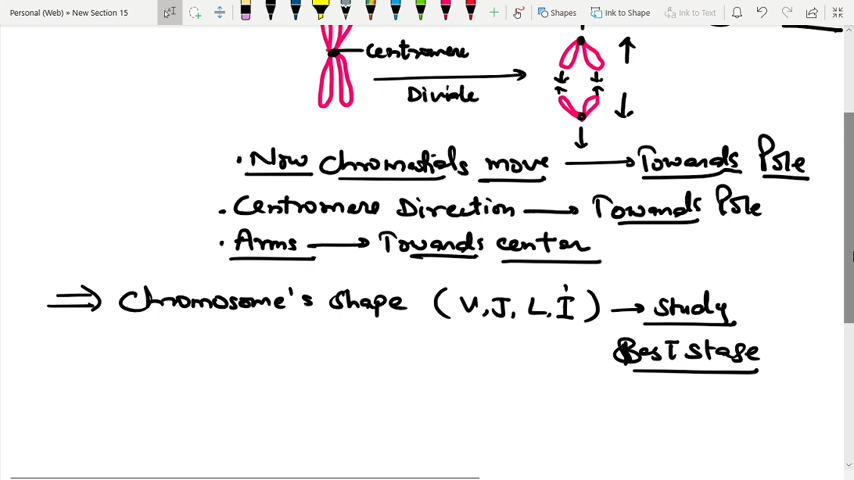 Personal (Web) » New Section 15
Shapes
Ink to Shape
Ink to Text
Centromere
Divide
. Now Chromatids move → Towards Pole
. Centromere Direction → Towards Pole
. Arms → Towards center
⇒ Chromosome's shape (V, J, L, I) → study
Best stage